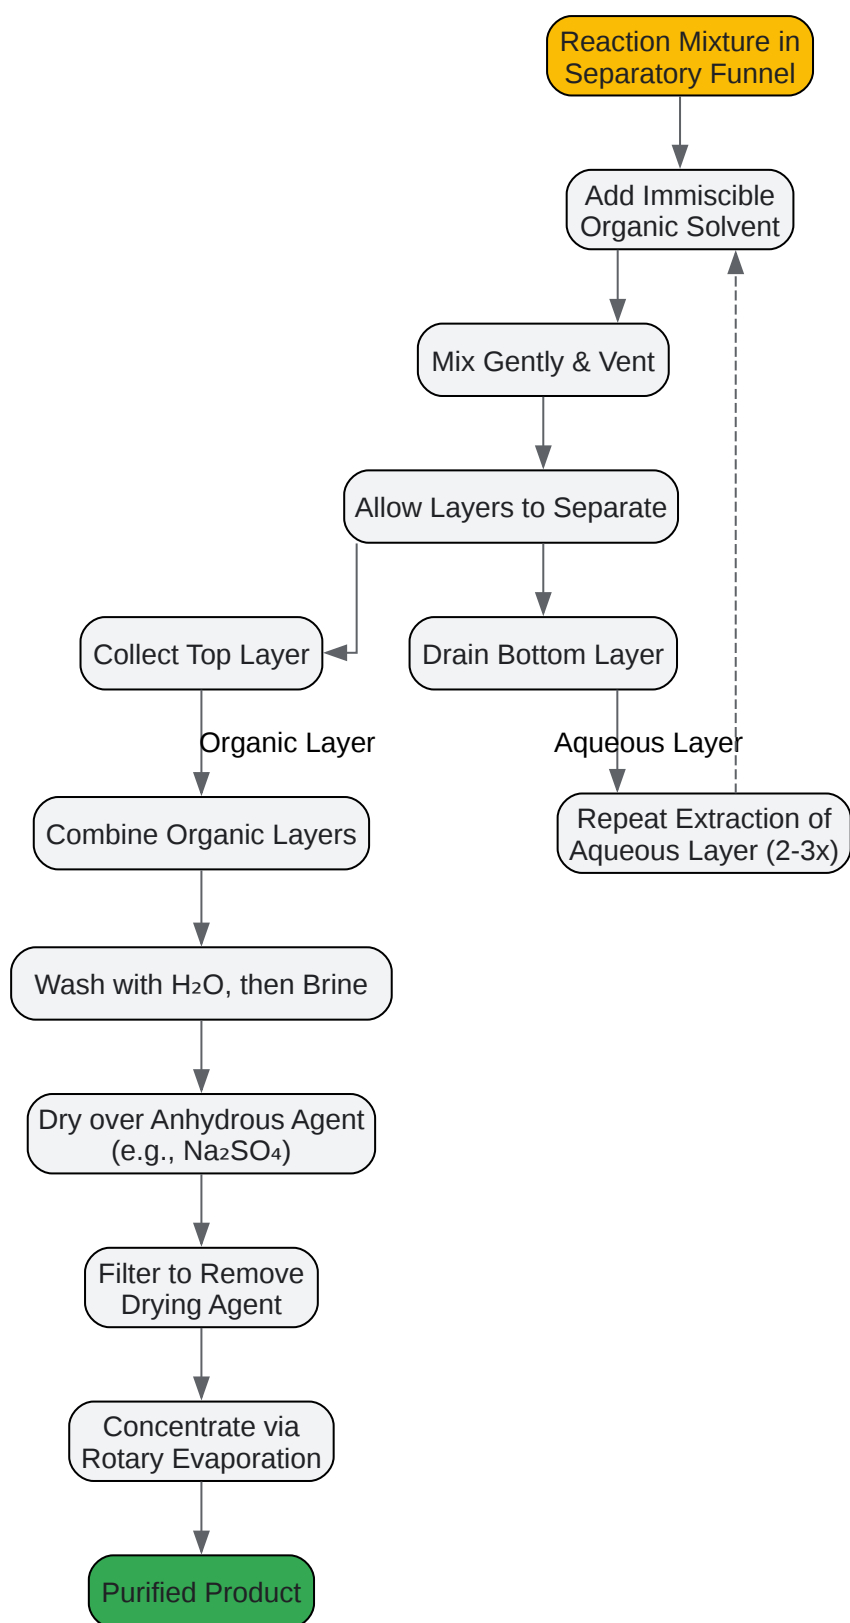 Reaction Mixture in
Separatory Funnel
Add Immiscible
Organic Solvent
Mix Gently & Vent
Allow Layers to Separate
Collect Top Layer
Drain Bottom Layer
Organic Layer
Aqueous Layer
Combine Organic Layers
Repeat Extraction of
Aqueous Layer (2-3x)
Wash with H₂O, then Brine
Dry over Anhydrous Agent
(e.g., Na₂SO₄)
Filter to Remove
Drying Agent
Concentrate via
Rotary Evaporation
Purified Product